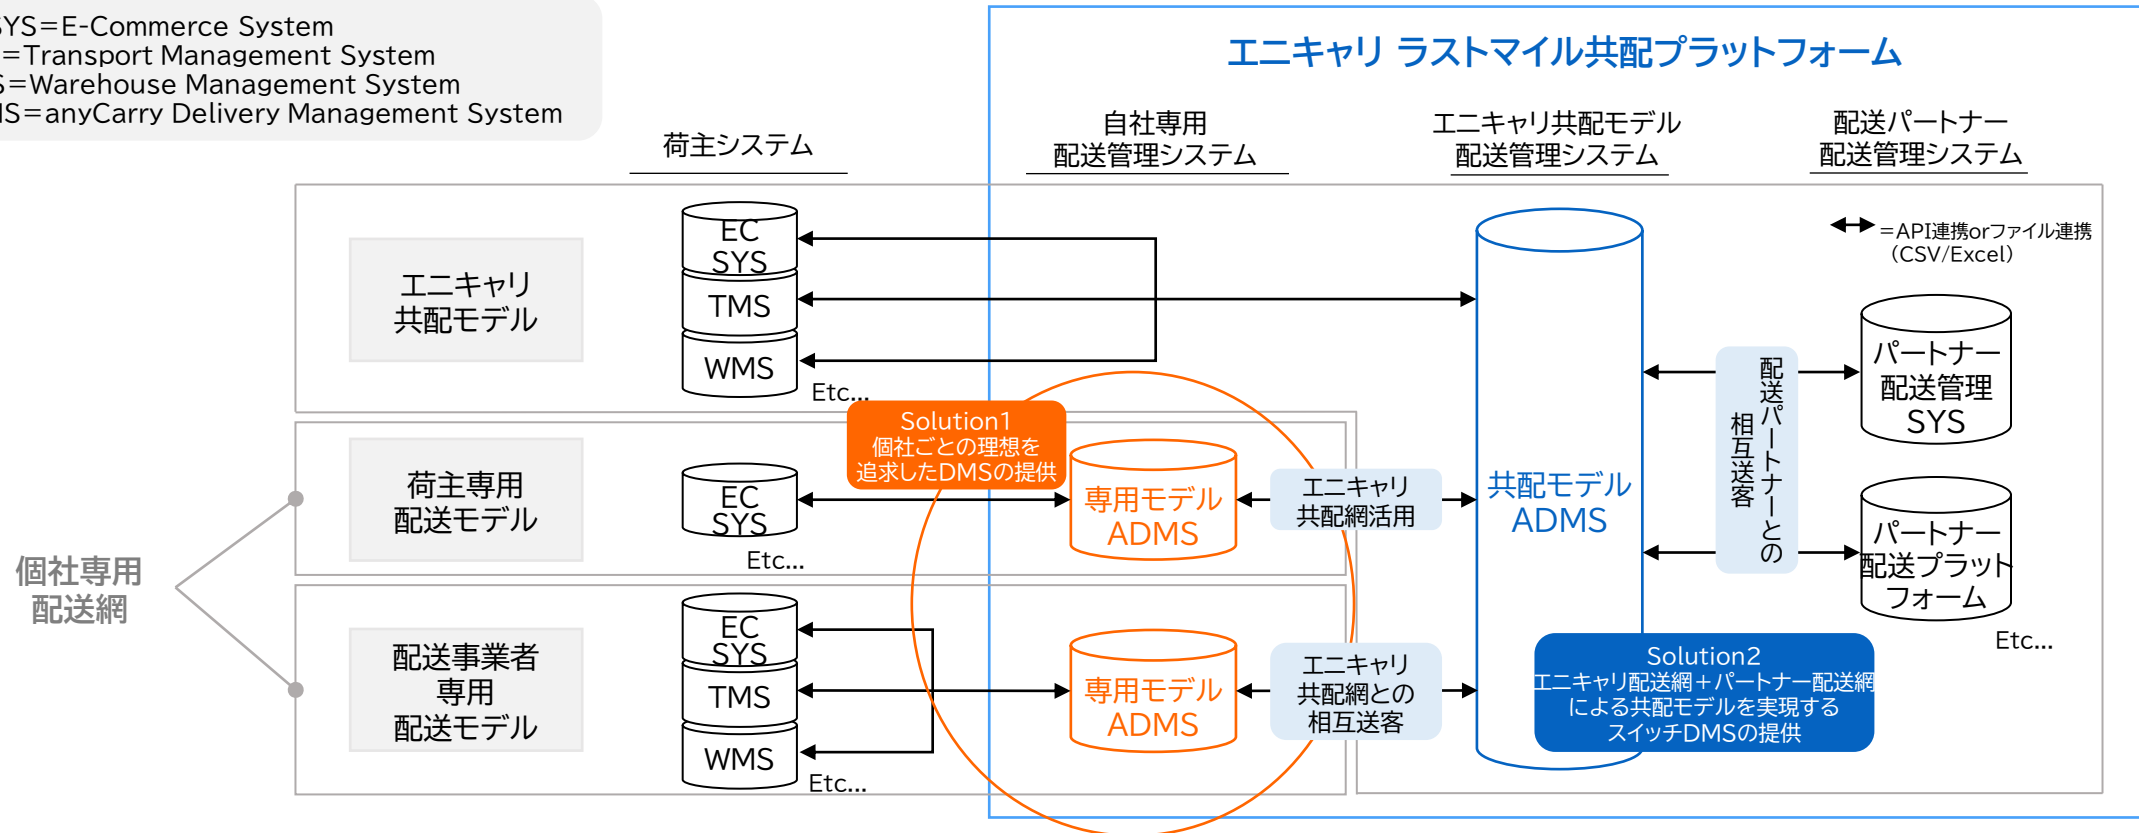 SYS=E-Commerce System
=Transport Management System
S=Warehouse Management System
MS=anyCarry Delivery Management System
エニキャリ ラストマイル共配プラットフォーム
荷主システム
自社専用
配送管理システム
エニキャリ共配モデル
配送管理システム
配送パートナー
配送管理システム
=API連携orファイル連携
(CSV/Excel)
エニキャリ
共配モデル
EC
SYS
TMS
WMS
Etc...
Solution1
個社ごとの理想を
追求したDMSの提供
荷主専用
配送モデル
EC
SYS
Etc...
専用モデル
ADMS
エニキャリ
共配網活用
共配モデル
ADMS
配送パートナーとの
相互送客
パートナー
配送管理
SYS
パートナー
配送プラット
フォーム
Etc...
個社専用
配送網
配送事業者
専用
配送モデル
EC
SYS
TMS
WMS
Etc...
専用モデル
ADMS
エニキャリ
共配網との
相互送客
Solution2
エニキャリ配送網+パートナー配送網
による共配モデルを実現する
スイッチDMSの提供